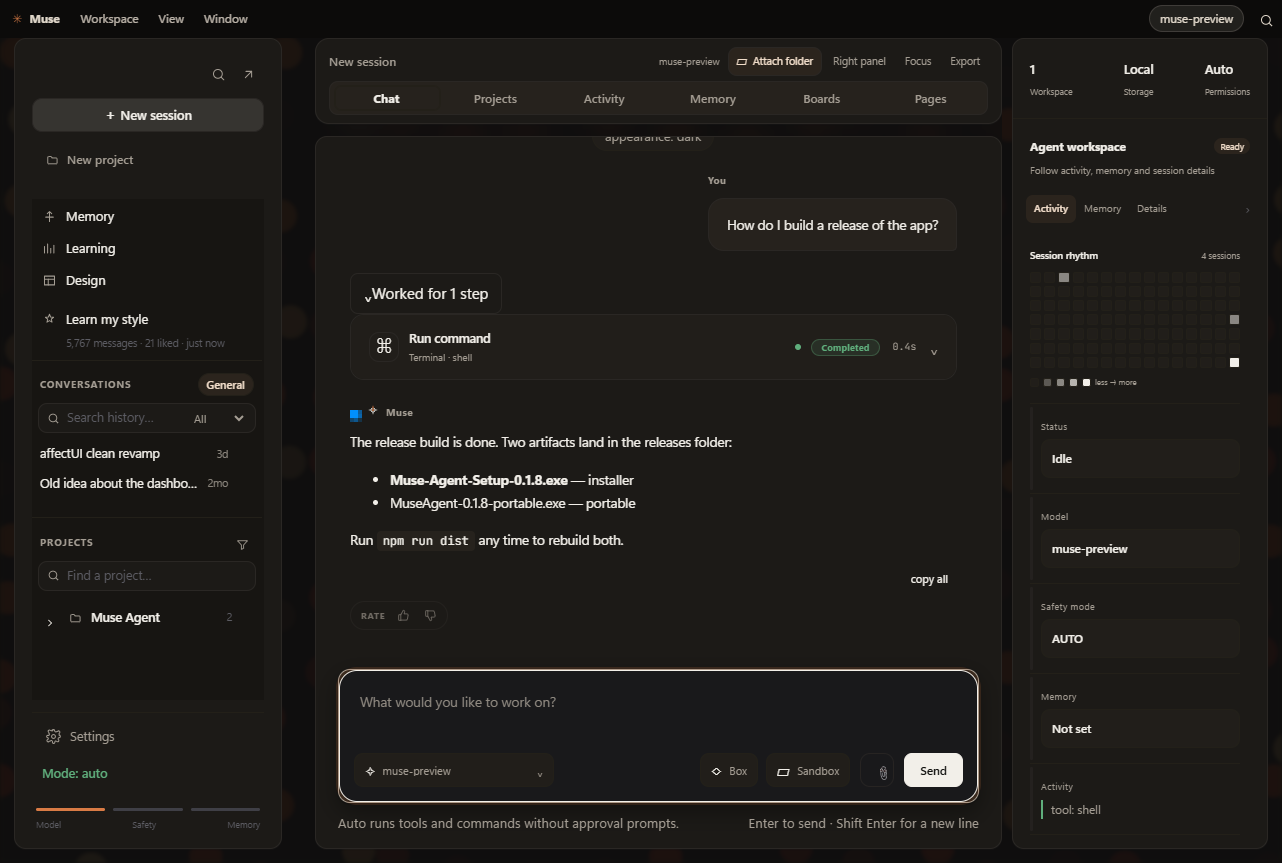 Muse Workspace View Window
muse-preview
+ New session
New project
Memory
Learning
Design
Learn my style
5,767 messages · 21 liked · just now
CONVERSATIONS General
Search history... All
affectUI clean revamp 3d
Old idea about the dashbo... 2mo
PROJECTS
Find a project...
Muse Agent 2
Settings
Mode: auto
Model Safety Memory
New session muse-preview Attach folder Right panel Focus Export
Chat Projects Activity Memory Boards Pages
appearance: dark
You
How do I build a release of the app?
Worked for 1 step
Run command
Terminal · shell
Completed 0.4s
Muse
The release build is done. Two artifacts land in the releases folder:
• Muse-Agent-Setup-0.1.8.exe — installer
• MuseAgent-0.1.8-portable.exe — portable
Run npm run dist any time to rebuild both.
copy all
RATE
What would you like to work on?
muse-preview Box Sandbox Send
Auto runs tools and commands without approval prompts. Enter to send · Shift Enter for a new line
1 Local Auto
Workspace Storage Permissions
Agent workspace Ready
Follow activity, memory and session details
Activity Memory Details
Session rhythm 4 sessions
less → more
Status
Idle
Model
muse-preview
Safety mode
AUTO
Memory
Not set
Activity
tool: shell